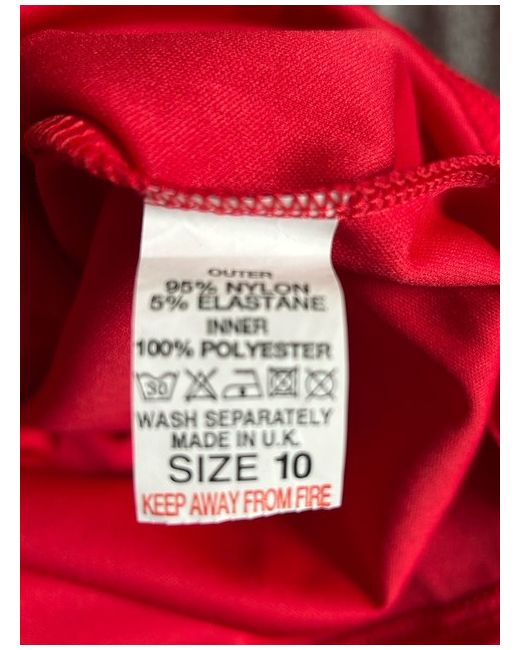 OUTER
95% NYLON
5% ELASTANE
INNER
100% POLYESTER
30
WASH SEPARATELY
MADE IN U.K.
SIZE 10
KEEP AWAY FROM FIRE